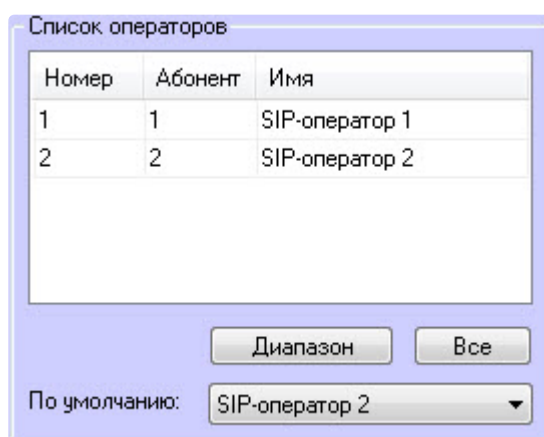 Список операторов
Номер Абонент Имя
1 1 SIP-оператор 1
2 2 SIP-оператор 2
Диапазон Все
По умолчанию: SIP-оператор 2